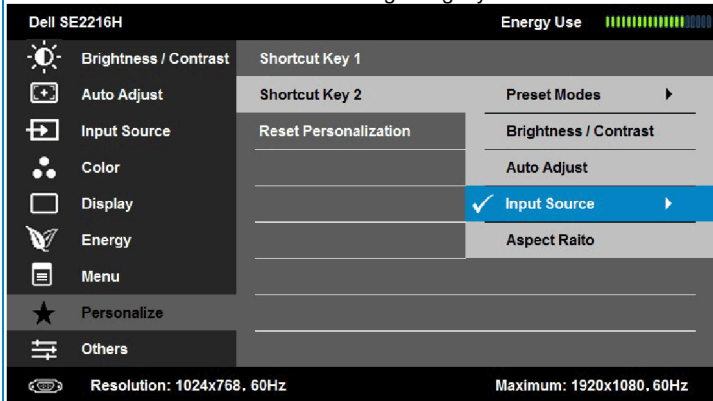 Dell SE2216H Energy Use
Brightness / Contrast Shortcut Key 1
Auto Adjust Shortcut Key 2 Preset Modes
Input Source Reset Personalization Brightness / Contrast
Color Auto Adjust
Display Input Source
Energy Aspect Raito
Menu
Personalize
Others
Resolution: 1024x768, 60Hz Maximum: 1920x1080, 60Hz